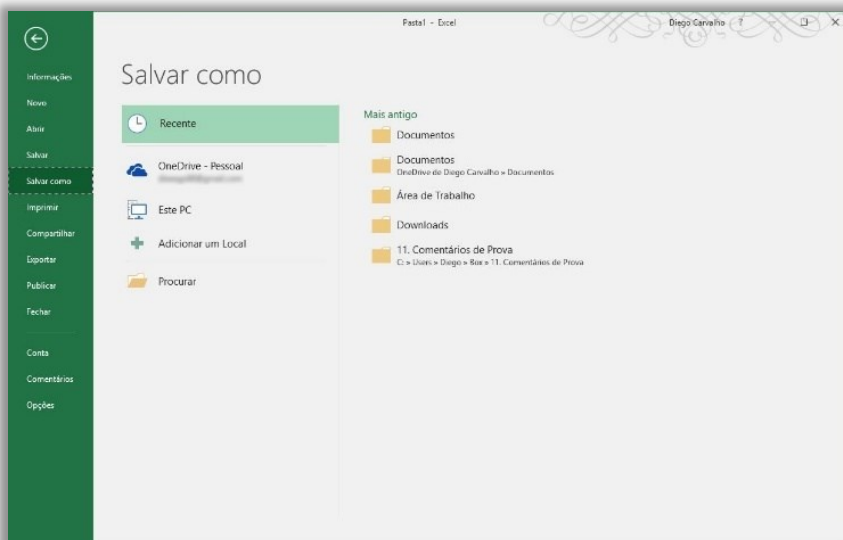 Pasta1 - Excel
Diego Carvalho
?
Informações
Novo
Abrir
Salvar
Salvar como
Imprimir
Compartilhar
Exportar
Publicar
Fechar
Conta
Comentários
Opções
Salvar como
Recente
OneDrive - Pessoal
Este PC
Adicionar um Local
Procurar
Mais antigo
Documentos
Documentos
OneDrive de Diego Carvalho » Documentos
Área de Trabalho
Downloads
11. Comentários de Prova
C: » Users » Diego » Box » 11. Comentários de Prova